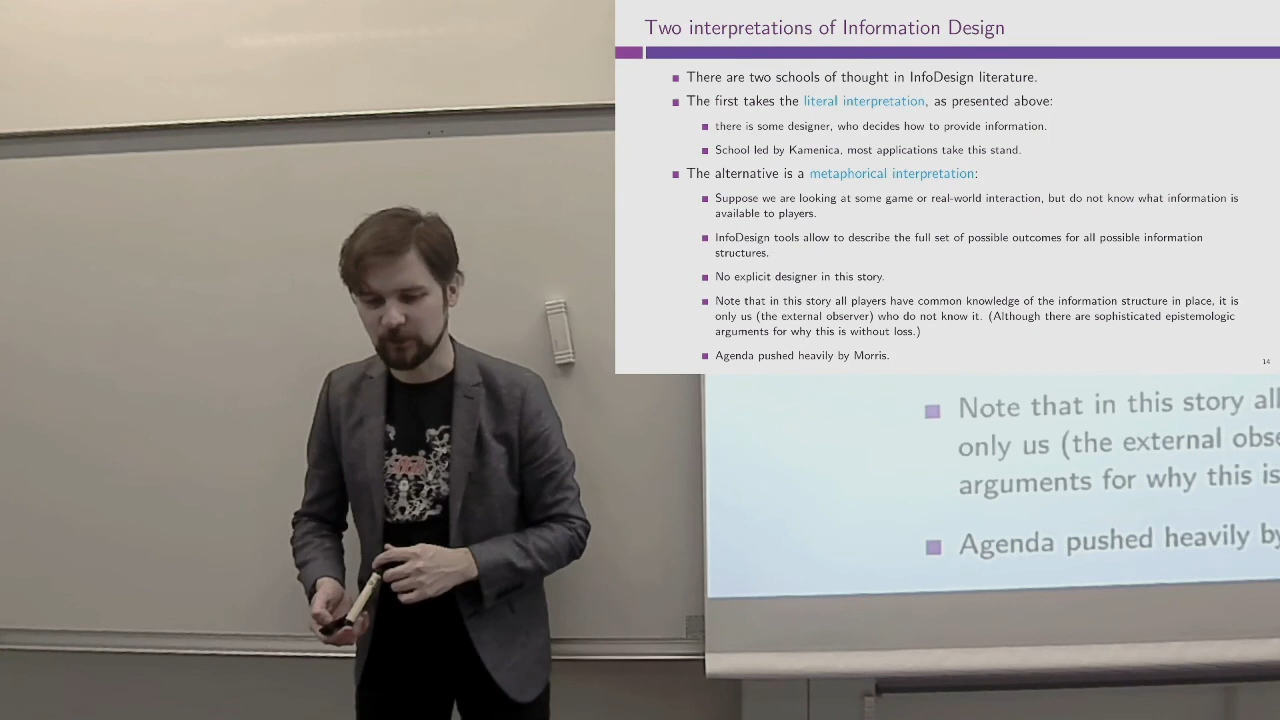 Two interpretations of Information Design
There are two schools of thought in InfoDesign literature.
The first takes the literal interpretation, as presented above:
there is some designer, who decides how to provide information.
School led by Kamenica, most applications take this stand.
The alternative is a metaphorical interpretation:
Suppose we are looking at some game or real-world interaction, but do not know what information is
available to players.
InfoDesign tools allow to describe the full set of possible outcomes for all possible information
structures.
No explicit designer in this story.
Note that in this story all players have common knowledge of the information structure in place, it is
only us (the external observer) who do not know it. (Although there are sophisticated epistemologic
arguments for why this is without loss.)
Agenda pushed heavily by Morris.
14
Note that in this story all
only us (the external obse
arguments for why this is
Agenda pushed heavily by